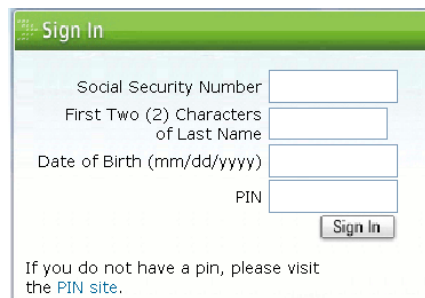 Sign In
Social Security Number
First Two (2) Characters
of Last Name
Date of Birth (mm/dd/yyyy)
PIN
Sign In
If you do not have a pin, please visit
the PIN site.